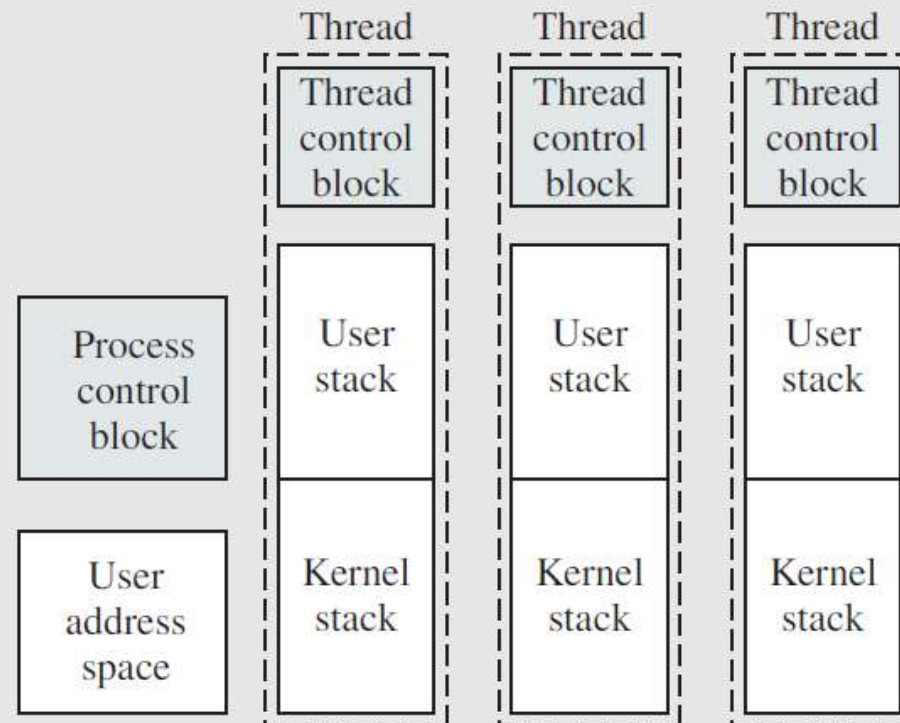 Thread
Thread
Thread
Thread
control
block
Thread
control
block
Thread
control
block
Process
control
block
User
stack
User
stack
User
stack
User
address
space
Kernel
stack
Kernel
stack
Kernel
stack